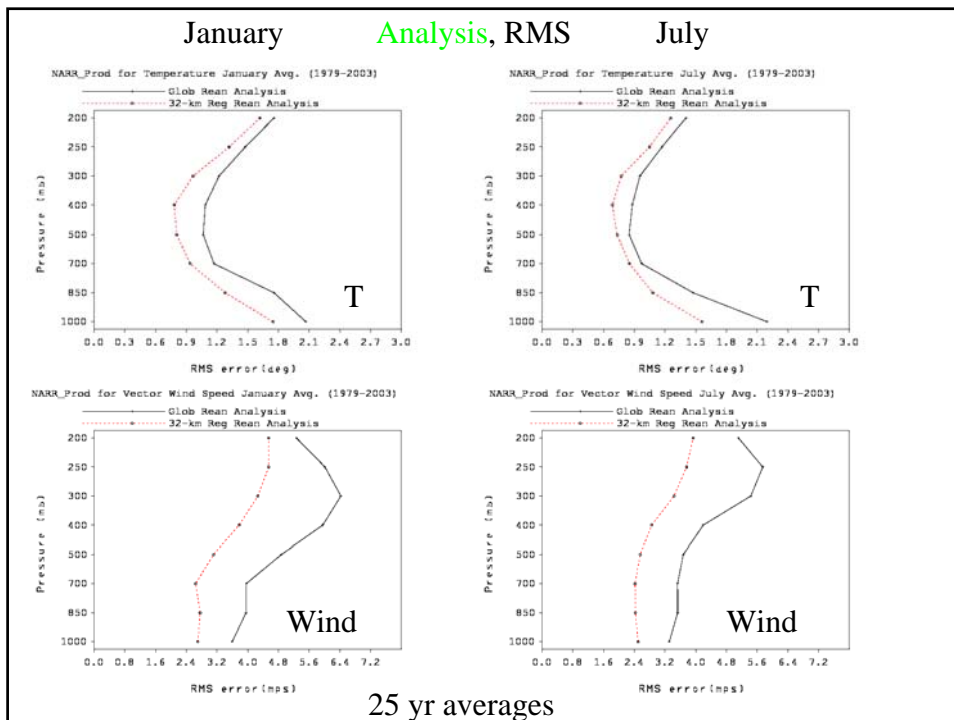 January Analysis, RMS July
NARR_Prod for Temperature January Avg. (1979-2003)
Glob Rean Analysis
32-km Reg Rean Analysis
200
250
300
400
500
700
850
1000
Pressure (mb)
T
0.0 0.3 0.6 0.9 1.2 1.5 1.8 2.1 2.4 2.7 3.0
RMS error(deg)
NARR_Prod for Temperature July Avg. (1979-2003)
Glob Rean Analysis
32-km Reg Rean Analysis
200
250
300
400
500
700
850
1000
Pressure (mb)
T
0.0 0.3 0.6 0.9 1.2 1.5 1.8 2.1 2.4 2.7 3.0
RMS error(deg)
NARR_Prod for Vector Wind Speed January Avg. (1979-2003)
Glob Rean Analysis
32-km Reg Rean Analysis
200
250
300
400
500
700
850
1000
Pressure (mb)
Wind
0.0 0.8 1.6 2.4 3.2 4.0 4.8 5.6 6.4 7.2
RMS error(mps)
NARR_Prod for Vector Wind Speed July Avg. (1979-2003)
Glob Rean Analysis
32-km Reg Rean Analysis
200
250
300
400
500
700
850
1000
Pressure (mb)
Wind
0.0 0.8 1.6 2.4 3.2 4.0 4.8 5.6 6.4 7.2
RMS error(mps)
25 yr averages